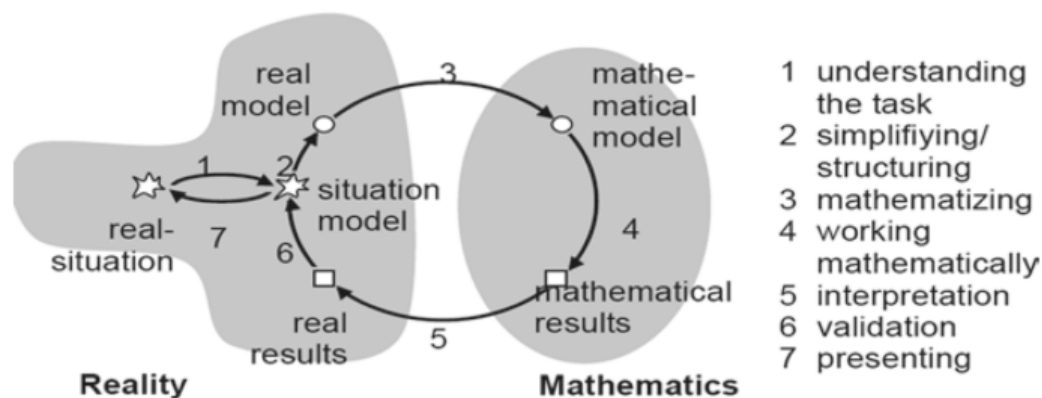 real
model
3
mathe-
matical
model
1
2
situation
model
real-
situation
7
6
4
real
results
5
mathematical
results
Reality
Mathematics
1 understanding
the task
2 simplifiying/
structuring
3 mathematizing
4 working
mathematically
5 interpretation
6 validation
7 presenting